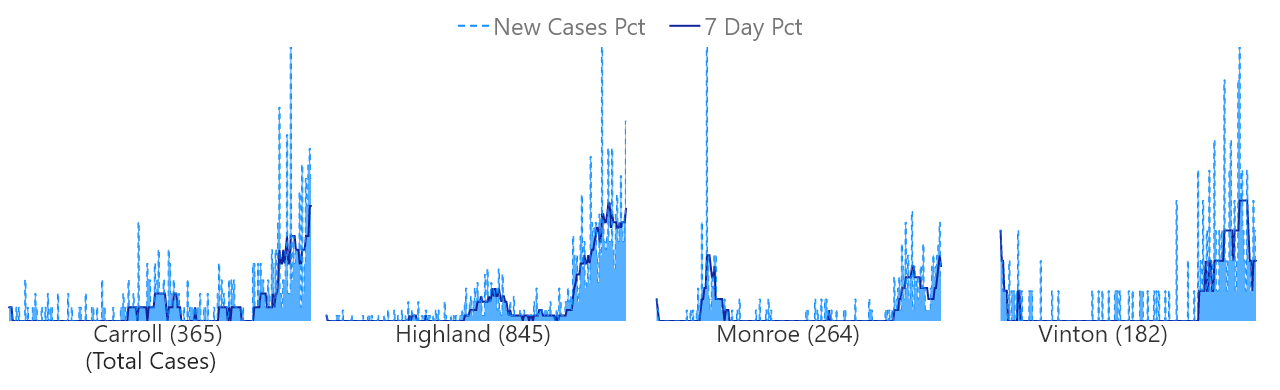 New Cases Pct 7 Day Pct
Carroll (365) Highland (845) Monroe (264) Vinton (182)
(Total Cases)